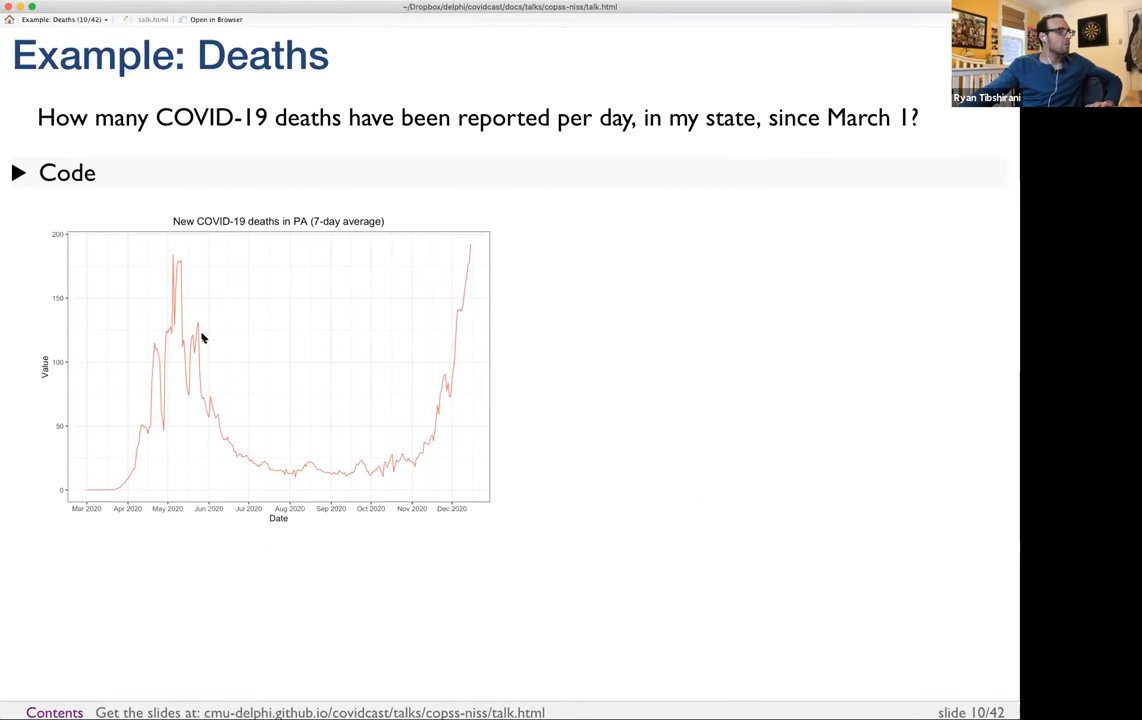 ~/Dropbox/delphi/covidcast/docs/talks/copss-niss/talk.html
Example: Deaths (10/42)
talk.html
Open in Browser
Example: Deaths
Ryan Tibshirani
How many COVID-19 deaths have been reported per day, in my state, since March 1?
Code
New COVID-19 deaths in PA (7-day average)
200
150
100
50
0
Value
Mar 2020 Apr 2020 May 2020 Jun 2020 Jul 2020 Aug 2020 Sep 2020 Oct 2020 Nov 2020 Dec 2020
Date
Contents Get the slides at: cmu-delphi.github.io/covidcast/talks/copss-niss/talk.html slide 10/42